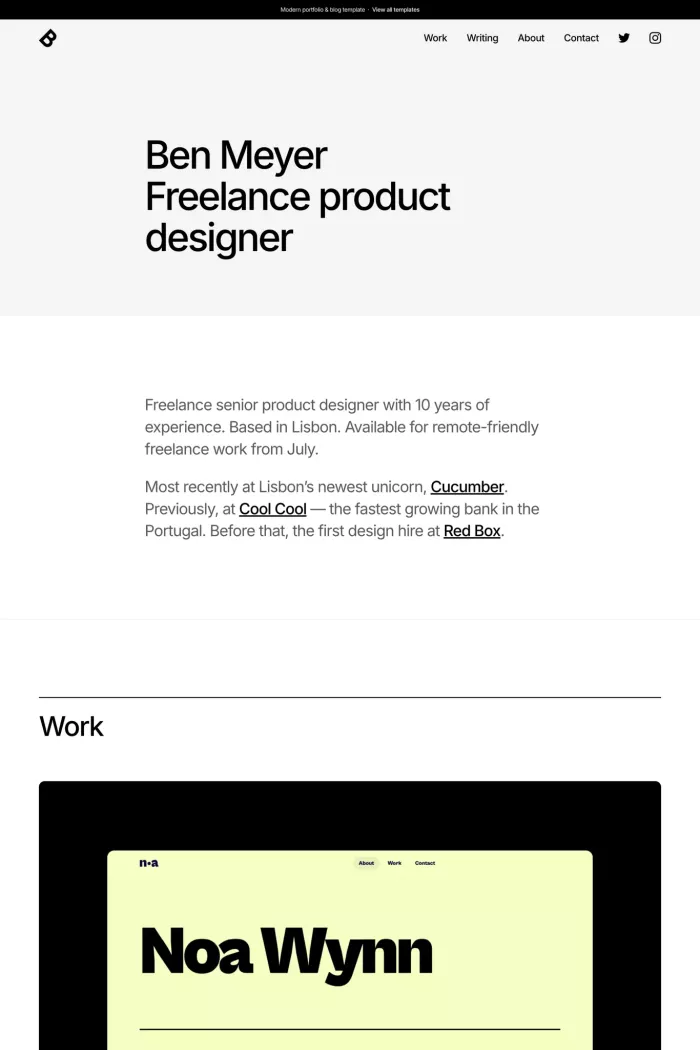 Modern portfolio & blog template · View all templates
Work Writing About Contact
Ben Meyer
Freelance product
designer
Freelance senior product designer with 10 years of
experience. Based in Lisbon. Available for remote-friendly
freelance work from July.
Most recently at Lisbon’s newest unicorn, Cucumber.
Previously, at Cool Cool — the fastest growing bank in the
Portugal. Before that, the first design hire at Red Box.
Work
n•a About Work Contact
Noa Wynn